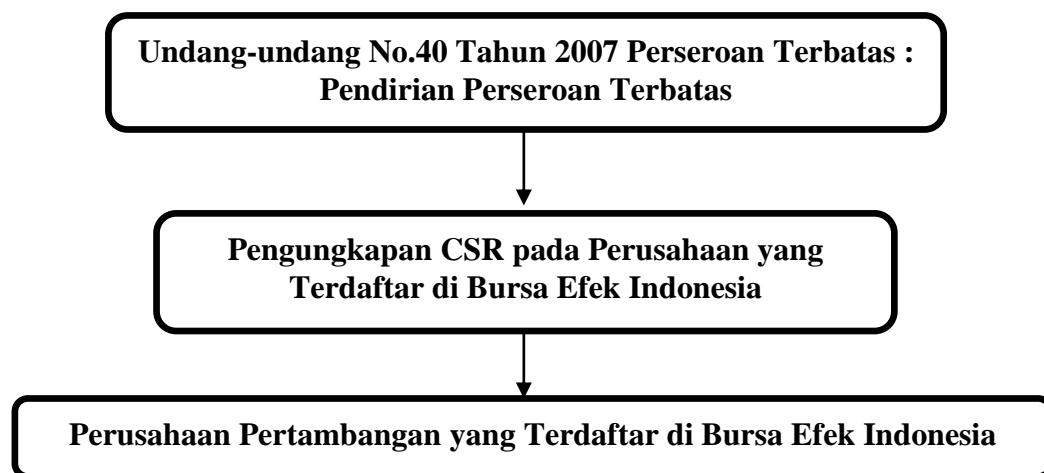 Undang-undang No.40 Tahun 2007 Perseroan Terbatas :
Pendirian Perseroan Terbatas
Pengungkapan CSR pada Perusahaan yang
Terdaftar di Bursa Efek Indonesia
Perusahaan Pertambangan yang Terdaftar di Bursa Efek Indonesia